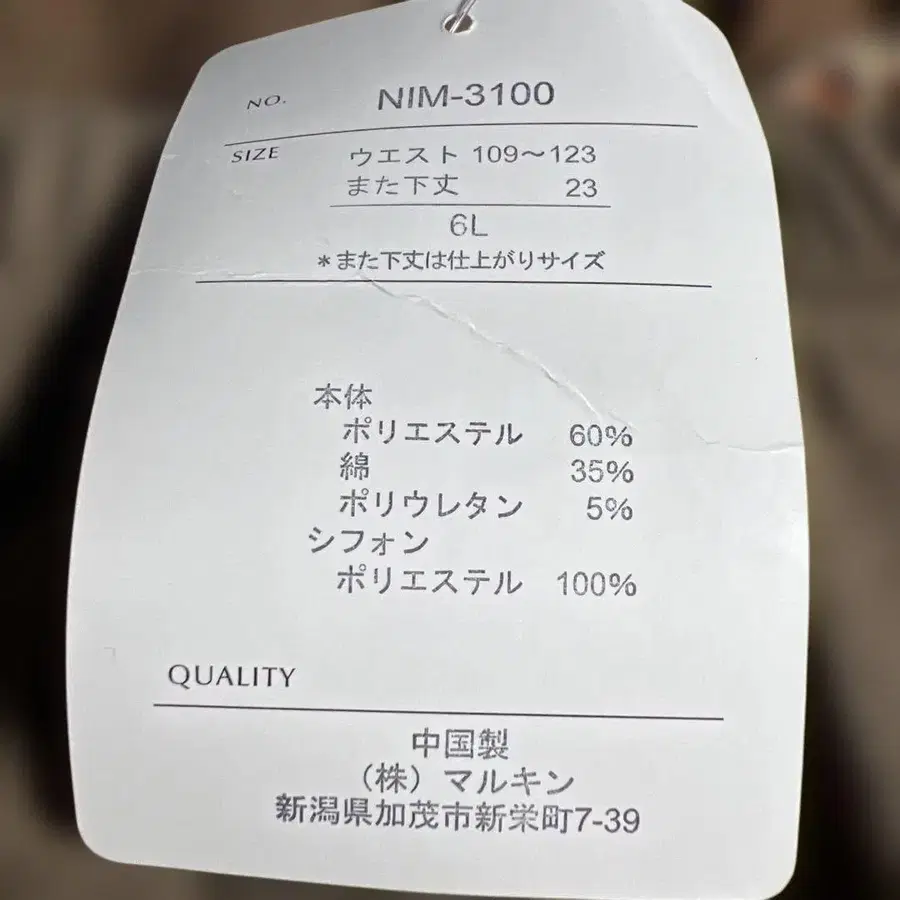 NO. NIM-3100
SIZE ウエスト 109～123
また下丈 23
6L
＊また下丈は仕上がりサイズ
本体
ポリエステル 60%
綿 35%
ポリウレタン 5%
シフォン
ポリエステル 100%
QUALITY
中国製
（株）マルキン
新潟県加茂市新栄町7-39